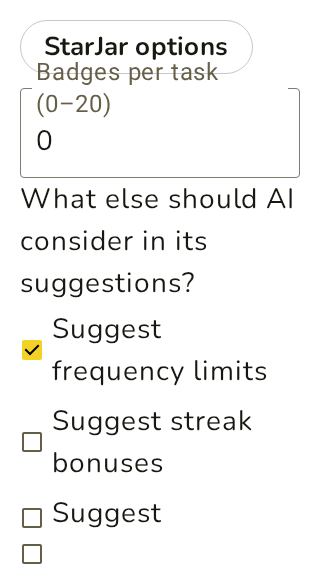 StarJar options
Badges per task
(0–20)
0
What else should AI
consider in its
suggestions?
Suggest
frequency limits
Suggest streak
bonuses
Suggest